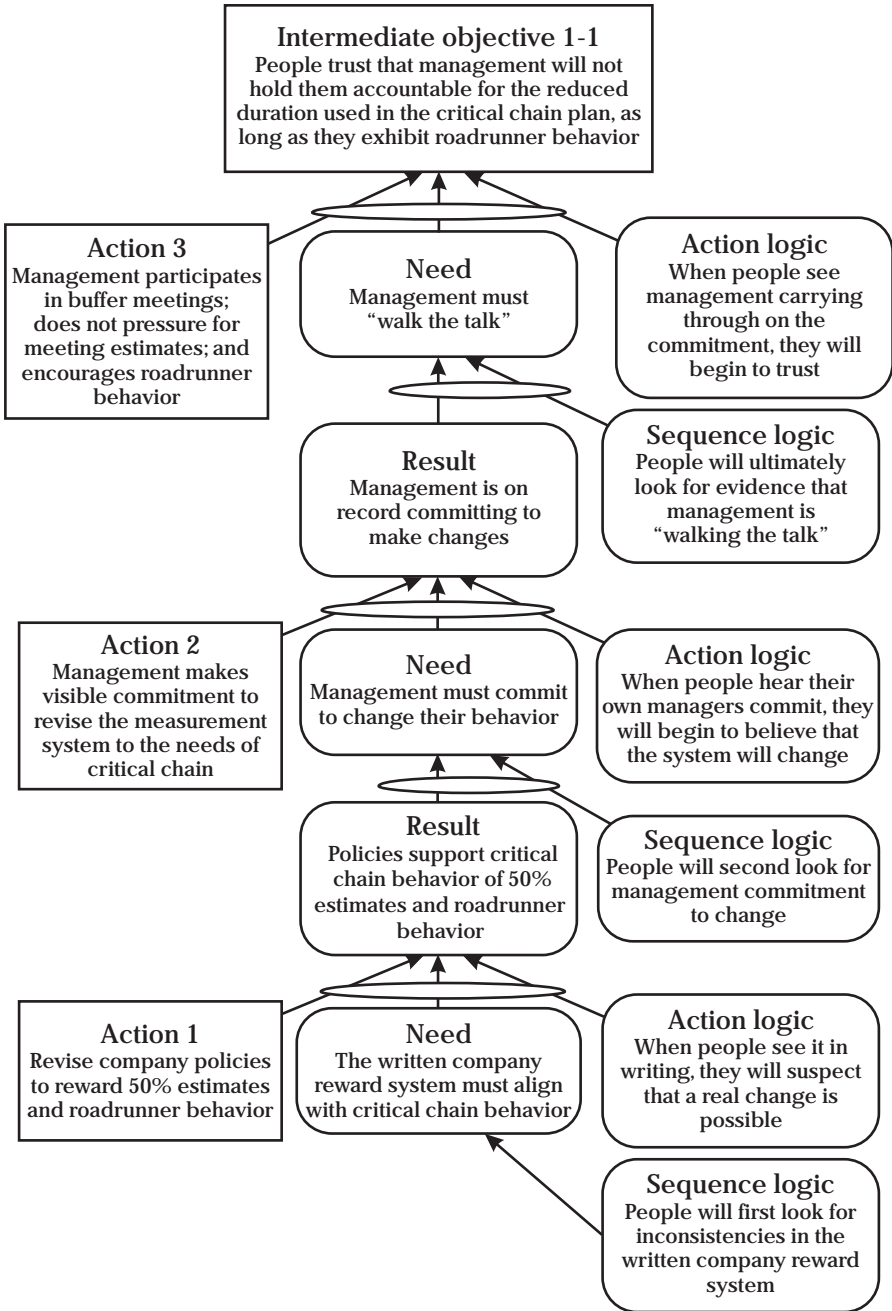 Intermediate objective 1-1
People trust that management will not
hold them accountable for the reduced
duration used in the critical chain plan, as
long as they exhibit roadrunner behavior
Action 3
Management participates
in buffer meetings;
does not pressure for
meeting estimates; and
encourages roadrunner
behavior
Need
Management must
“walk the talk”
Action logic
When people see
management carrying
through on the
commitment, they will
begin to trust
Sequence logic
People will ultimately
look for evidence that
management is
“walking the talk”
Result
Management is on
record committing to
make changes
Action 2
Management makes
visible commitment to
revise the measurement
system to the needs of
critical chain
Need
Management must commit
to change their behavior
Action logic
When people hear their
own managers commit, they
will begin to believe that
the system will change
Result
Policies support critical
chain behavior of 50%
estimates and roadrunner
behavior
Sequence logic
People will second look for
management commitment
to change
Action 1
Revise company policies
to reward 50% estimates
and roadrunner behavior
Need
The written company
reward system must align
with critical chain behavior
Action logic
When people see it in
writing, they will suspect
that a real change is
possible
Sequence logic
People will first look for
inconsistencies in the
written company reward
system